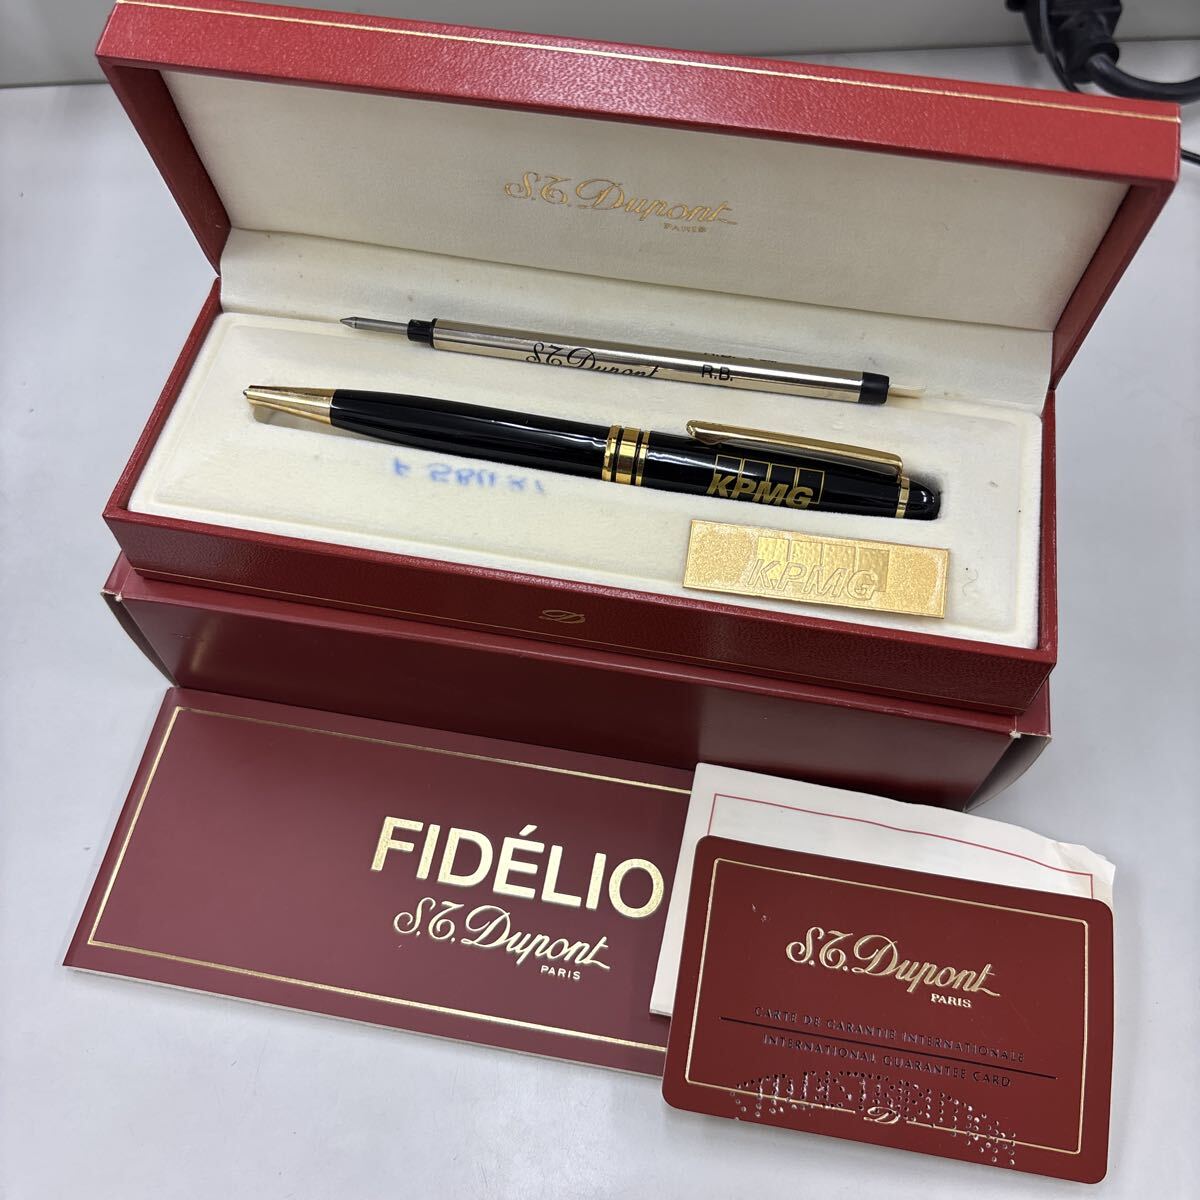 S.T. Dupont
PARIS
S.T. Dupont R.B.
KPMG
KPMG
D
FIDÉLIO
S.T. Dupont
PARIS
S.T. Dupont
PARIS
CARTE DE GARANTIE INTERNATIONALE
INTERNATIONAL GUARANTEE CARD
D